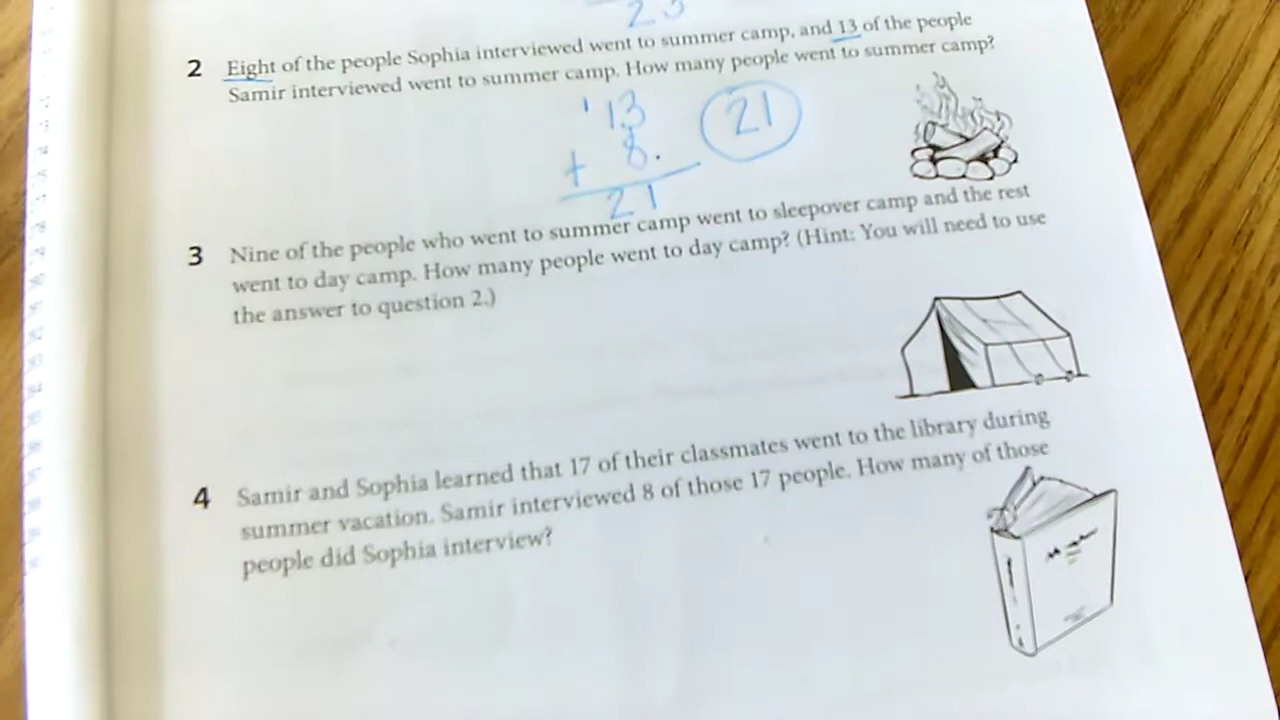 23
2 Eight of the people Sophia interviewed went to summer camp, and 13 of the people
Samir interviewed went to summer camp. How many people went to summer camp?
1 13
+ 8.
21
21
3 Nine of the people who went to summer camp went to sleepover camp and the rest
went to day camp. How many people went to day camp? (Hint: You will need to use
the answer to question 2.)
4 Samir and Sophia learned that 17 of their classmates went to the library during
summer vacation. Samir interviewed 8 of those 17 people. How many of those
people did Sophia interview?